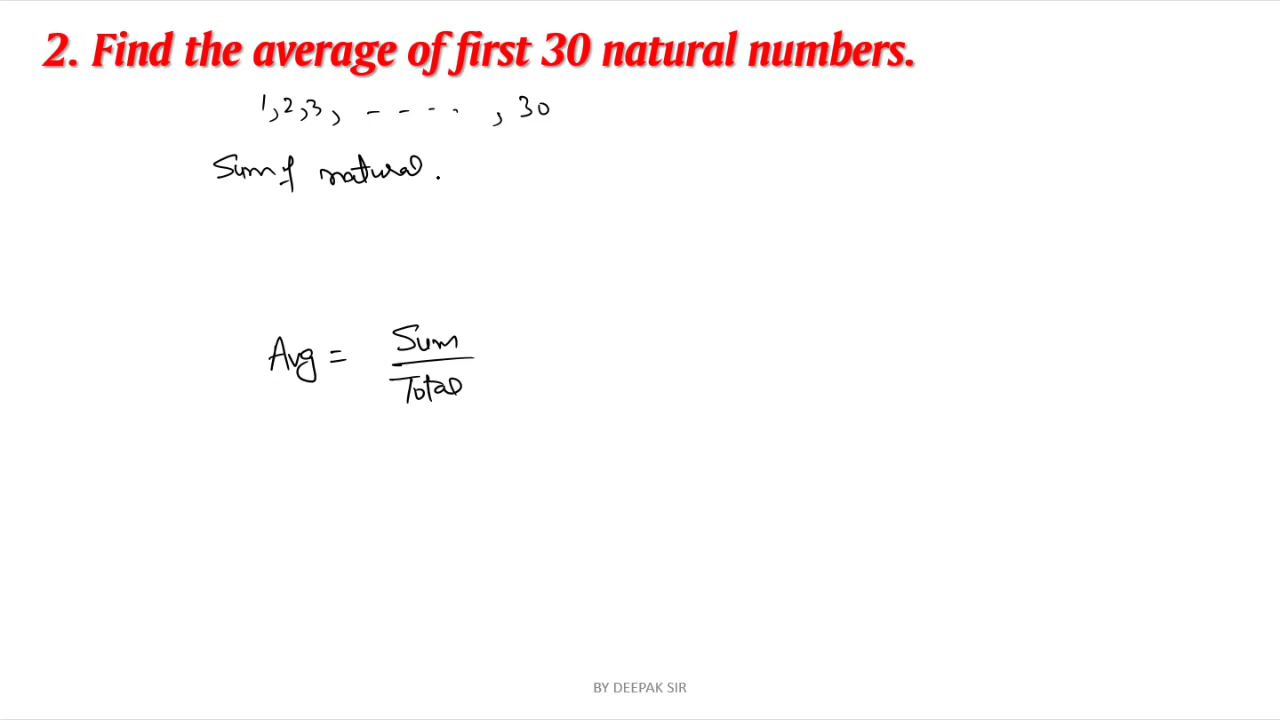 2. Find the average of first 30 natural numbers.
1, 2, 3, - - - - , 30
Sum of natural.
Avg = Sum
Total
BY DEEPAK SIR